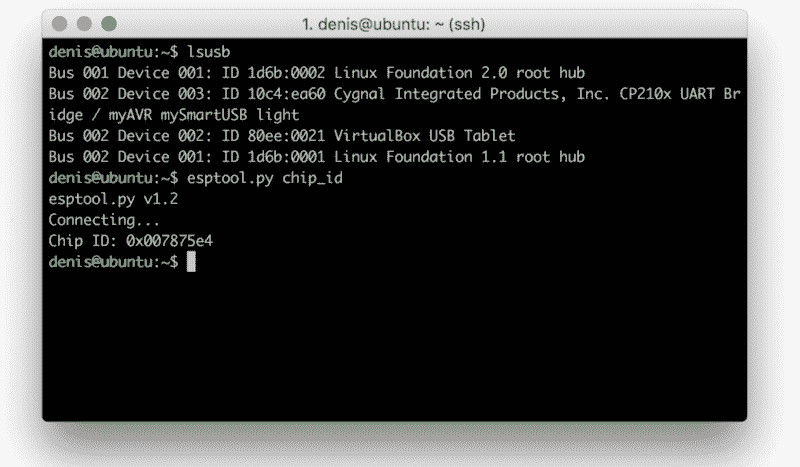 1. denis@ubuntu: ~ (ssh)
denis@ubuntu:~$ lsusb
Bus 001 Device 001: ID 1d6b:0002 Linux Foundation 2.0 root hub
Bus 002 Device 003: ID 10c4:ea60 Cygnal Integrated Products, Inc. CP210x UART Br
idge / myAVR mySmartUSB light
Bus 002 Device 002: ID 80ee:0021 VirtualBox USB Tablet
Bus 002 Device 001: ID 1d6b:0001 Linux Foundation 1.1 root hub
denis@ubuntu:~$ esptool.py chip_id
esptool.py v1.2
Connecting...
Chip ID: 0x007875e4
denis@ubuntu:~$